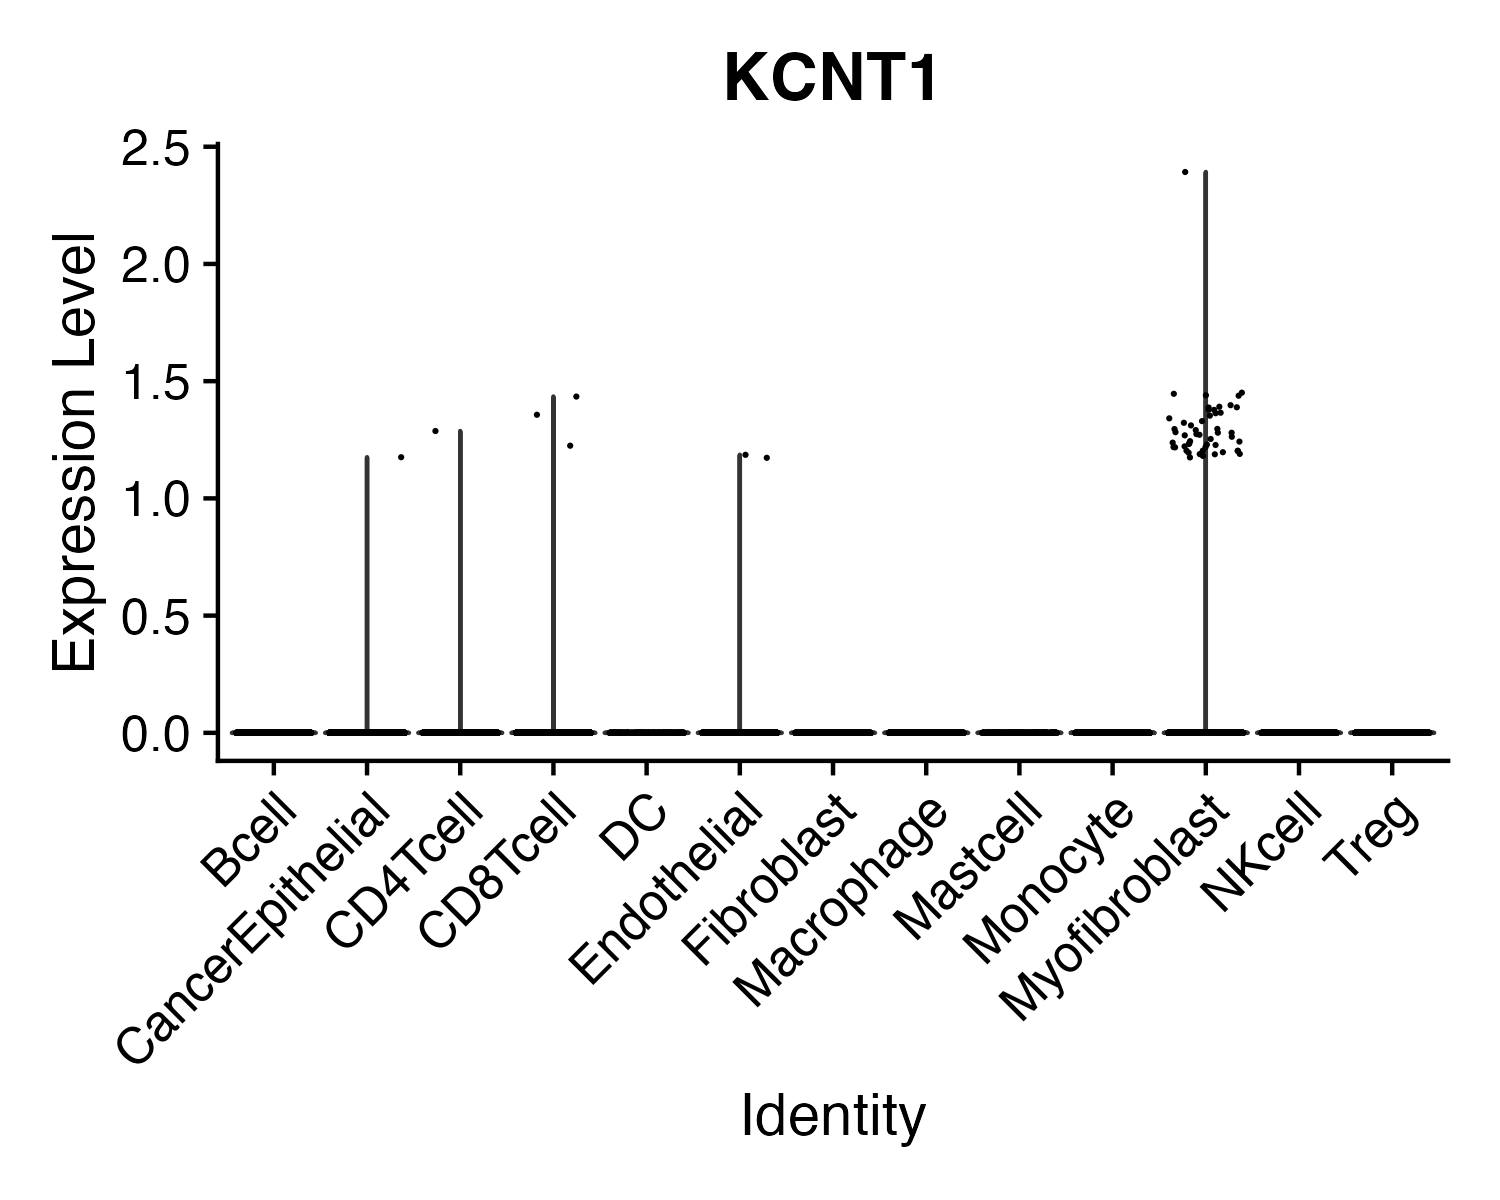 KCNT1
Expression Level
2.5
2.0
1.5
1.0
0.5
0.0
Bcell
CancerEpithelial
CD4Tcell
CD8Tcell
DC
Endothelial
Fibroblast
Macrophage
Mastcell
Monocyte
Myofibroblast
NKcell
Treg
Identity